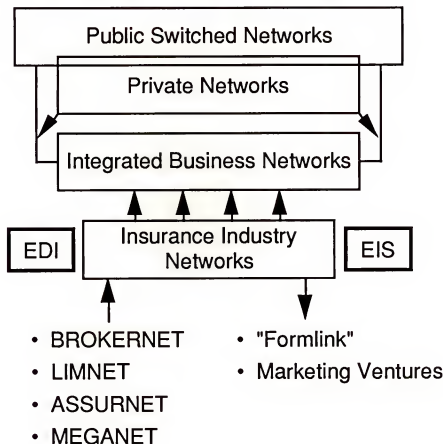 Public Switched Networks
Private Networks
Integrated Business Networks
EDI
Insurance Industry
Networks
EIS
• BROKERNET
• LIMNET
• ASSURNET
• MEGANET
• "Formlink"
• Marketing Ventures